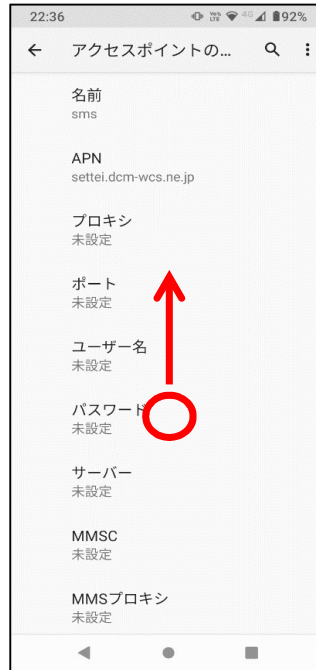 22:36 VoLTE 4G 92%
アクセスポイントの...
名前
sms
APN
settei.dcm-wcs.ne.jp
プロキシ
未設定
ポート
未設定
ユーザー名
未設定
パスワード
未設定
サーバー
未設定
MMSC
未設定
MMSプロキシ
未設定